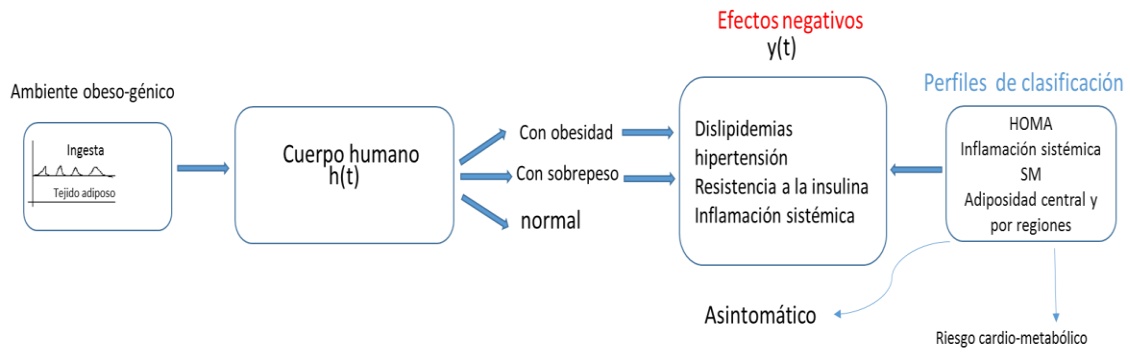 Efectos negativos
y(t)
Ambiente obeso-génico
Ingesta
Tejido adiposo
Cuerpo humano
h(t)
Con obesidad
Con sobrepeso
normal
Dislipidemias
hipertensión
Resistencia a la insulina
Inflamación sistémica
Perfiles de clasificación
HOMA
Inflamación sistémica
SM
Adiposidad central y
por regiones
Asintomático
Riesgo cardio-metabólico